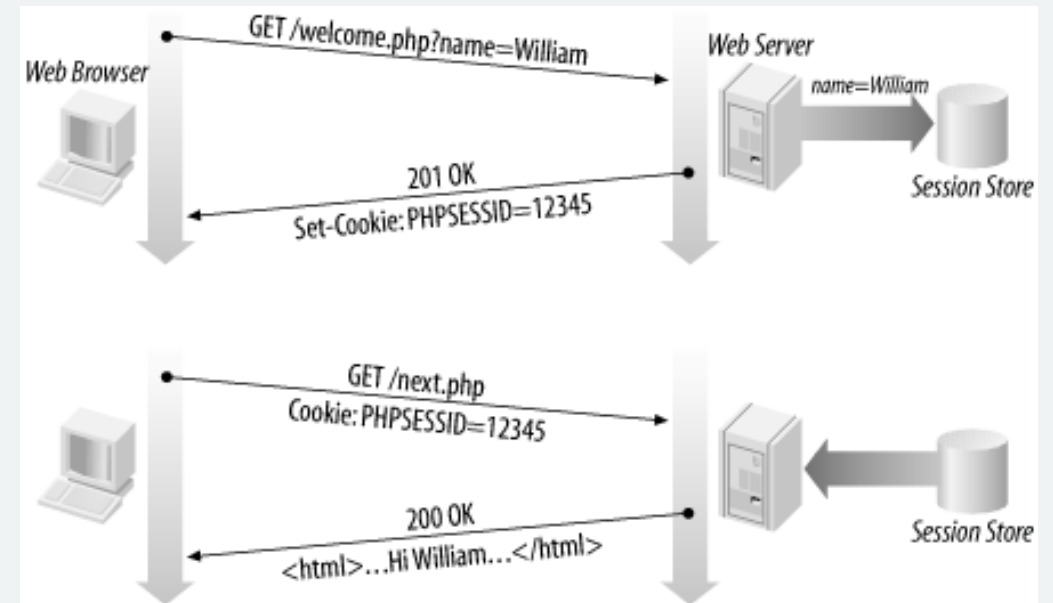 GET /welcome.php?name=William
Web Browser
Web Server
name=William
Session Store
201 OK
Set-Cookie: PHPSESSID=12345
GET /next.php
Cookie: PHPSESSID=12345
Session Store
200 OK
<html>...Hi William...</html>